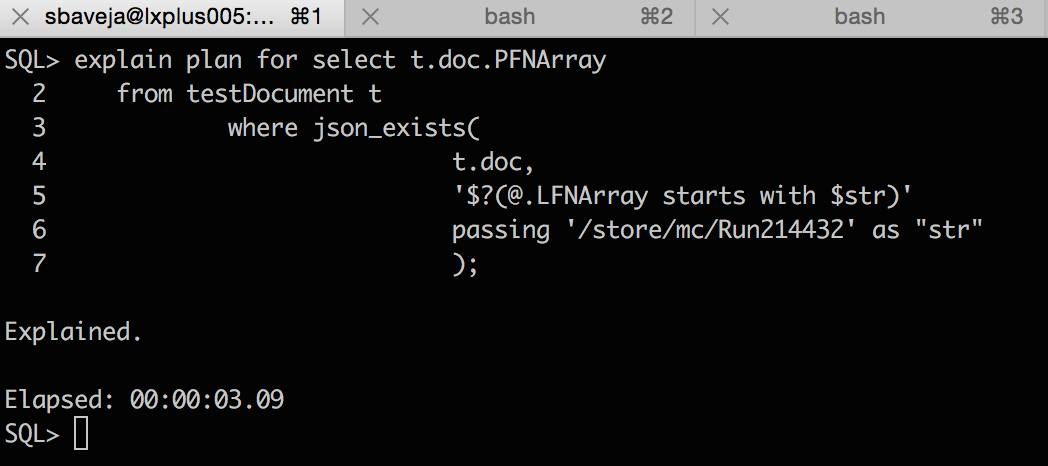 sbaveja@lxplus005:... ⌘1 bash ⌘2 bash ⌘3
SQL> explain plan for select t.doc.PFNArray
2 from testDocument t
3 where json_exists(
4 t.doc,
5 '$?(@.LFNArray starts with $str)'
6 passing '/store/mc/Run214432' as "str"
7 );
Explained.
Elapsed: 00:00:03.09
SQL>